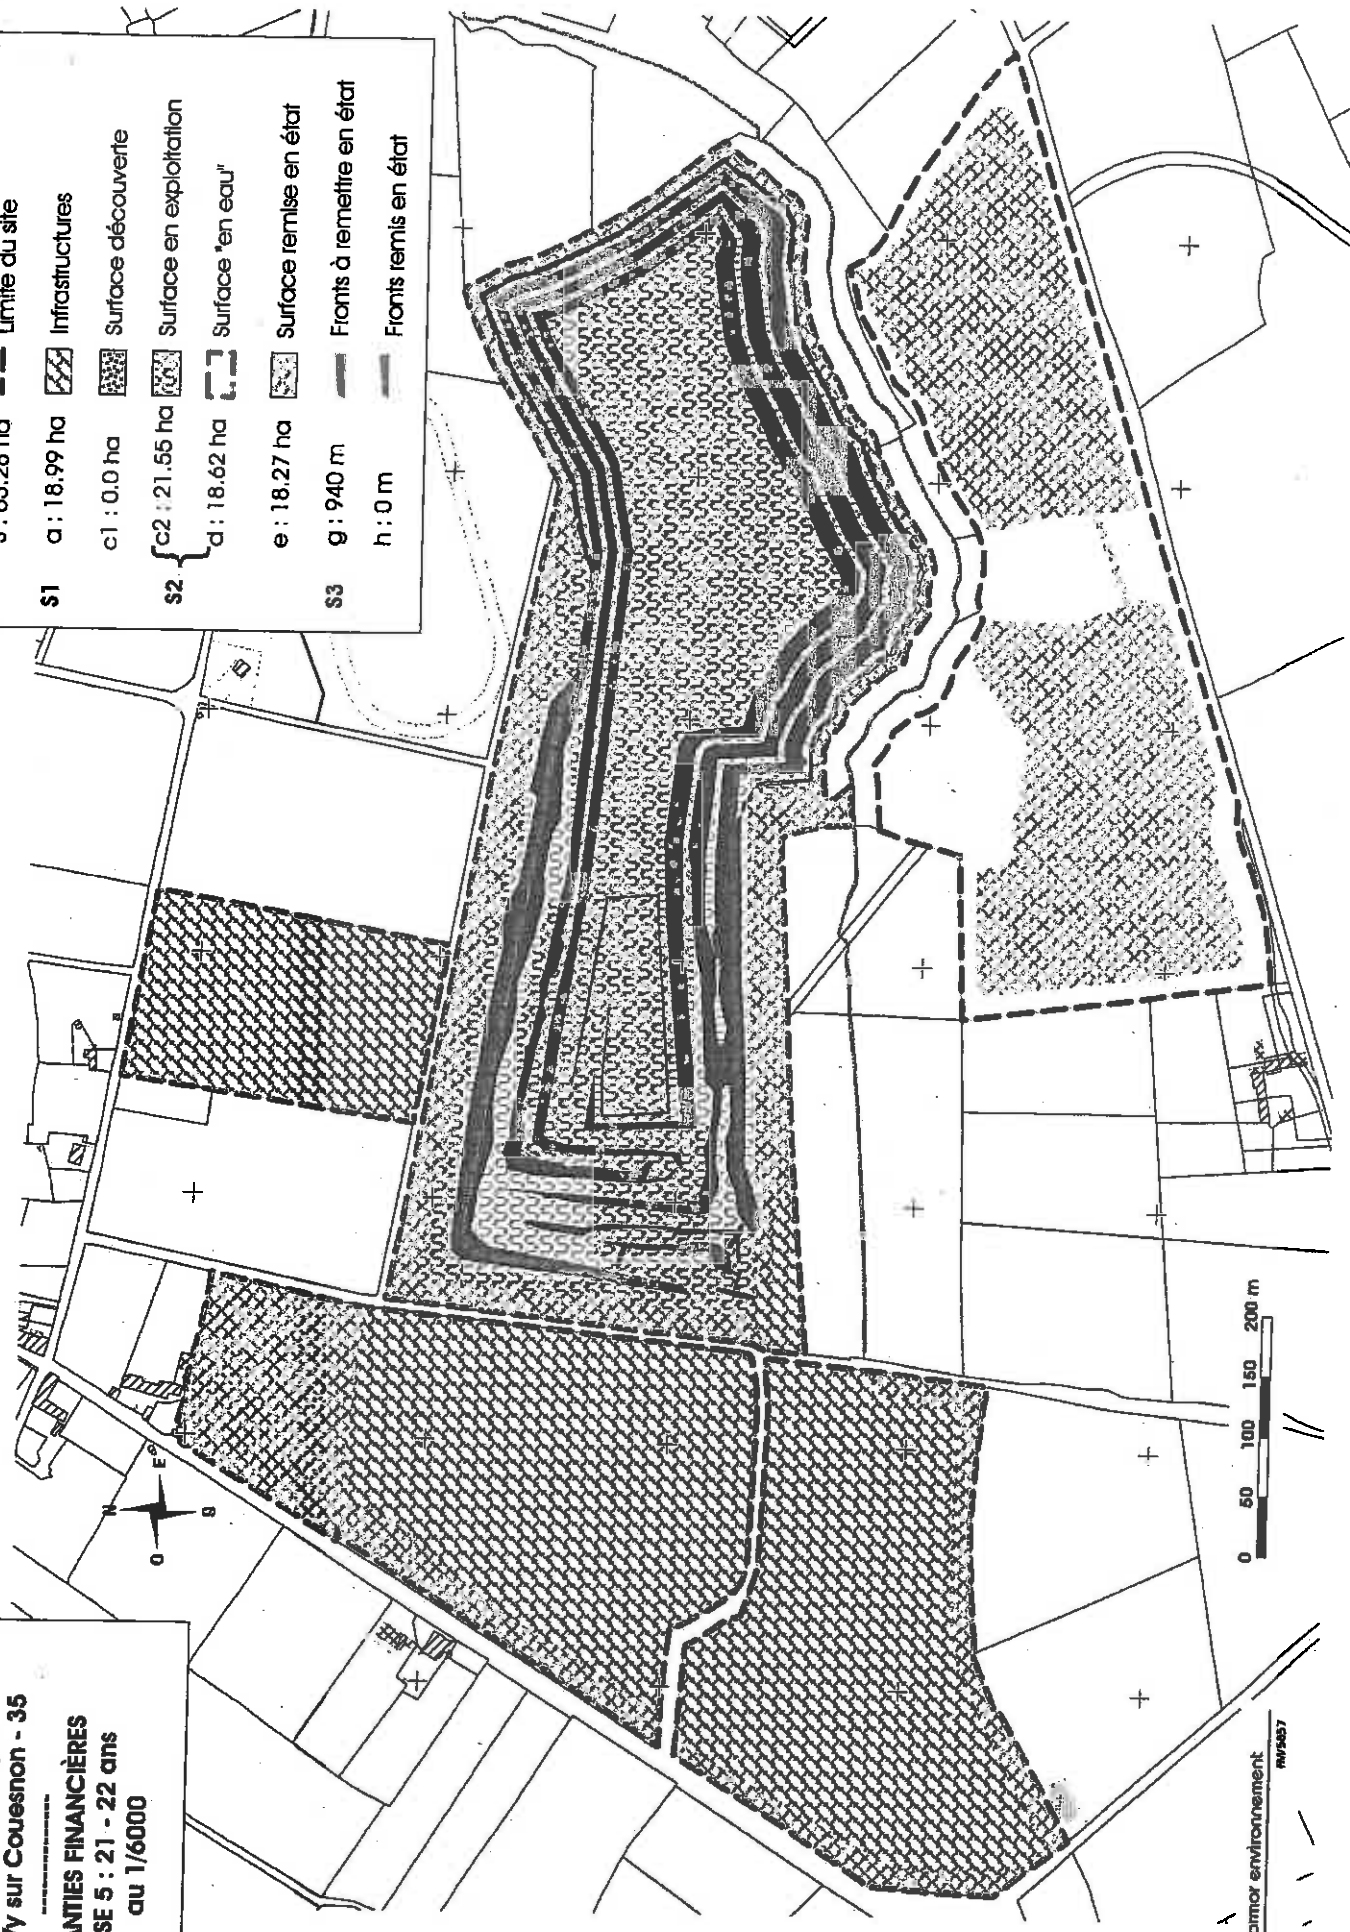 y sur Couesnon - 35
ANTIES FINANCIÈRES
SE 5 : 21 - 22 ans
au 1/6000
Limite du site
S1
a : 18.99 ha
Infrastructures
c1 : 0.0 ha
Surface découverte
S2
c2 : 21.55 ha
Surface en exploitation
d : 18.62 ha
Surface "en eau"
e : 18.27 ha
Surface remise en état
S3
g : 940 m
Fronts à remettre en état
h : 0 m
Fronts remis en état
N
O
E
S
0 50 100 150 200 m
armor environnement